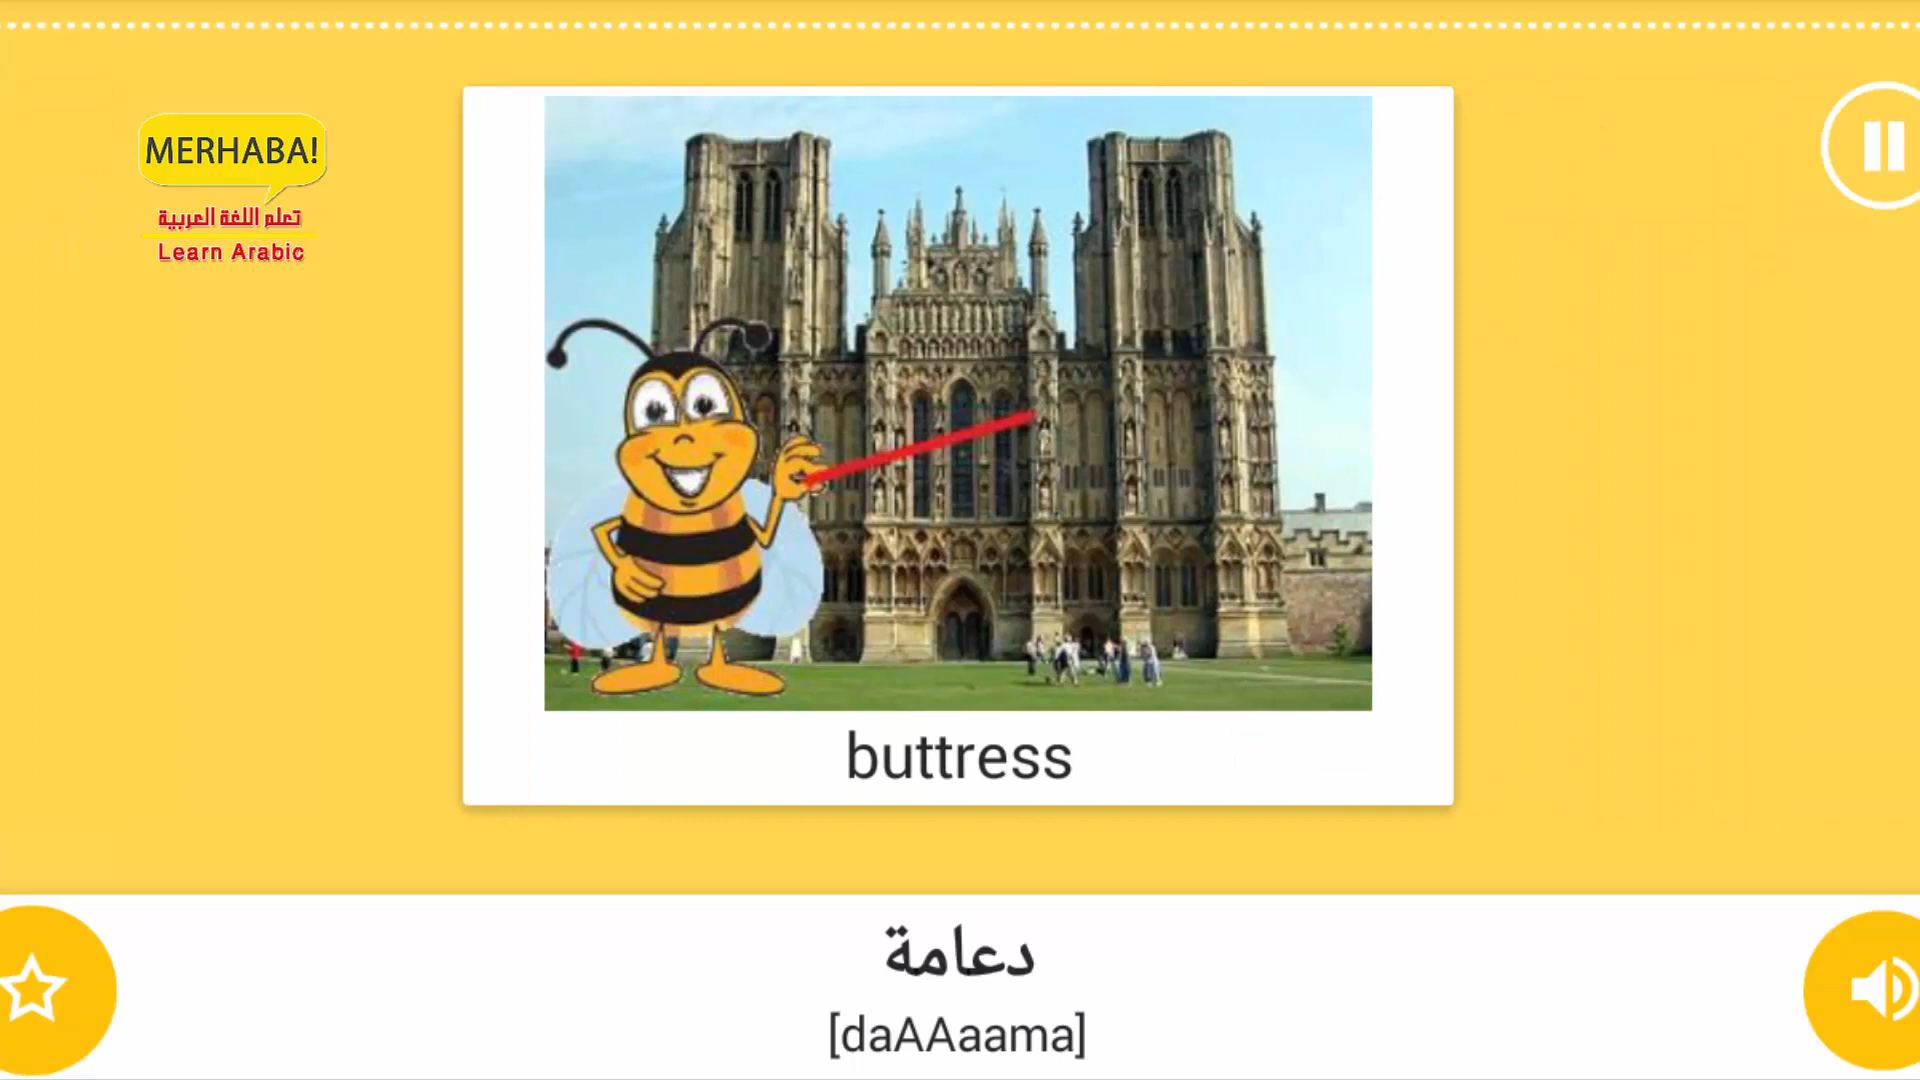 MERHABA!
تعلم اللغة العربية
Learn Arabic
buttress
دعامة
[daAAaama]